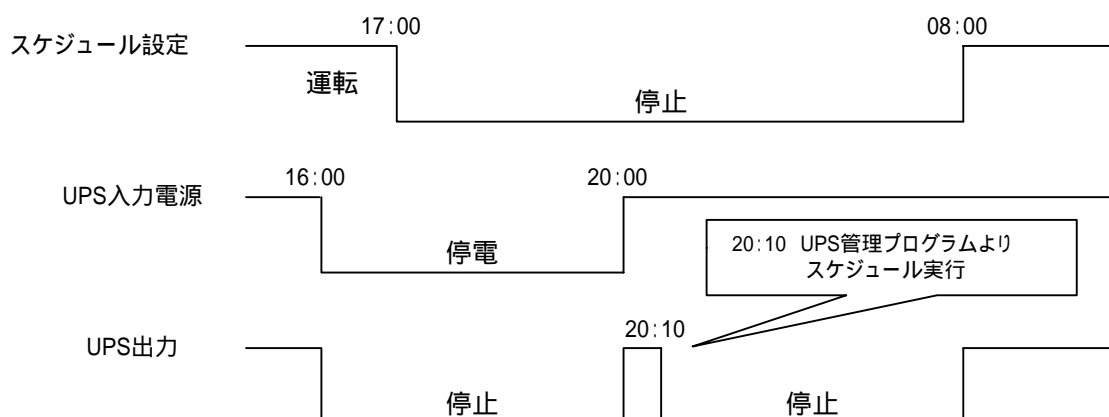 17:00
08:00
スケジュール設定
運転
停止
16:00
20:00
UPS入力電源
停電
20:10 UPS管理プログラムより
スケジュール実行
20:10
UPS出力
停止
停止